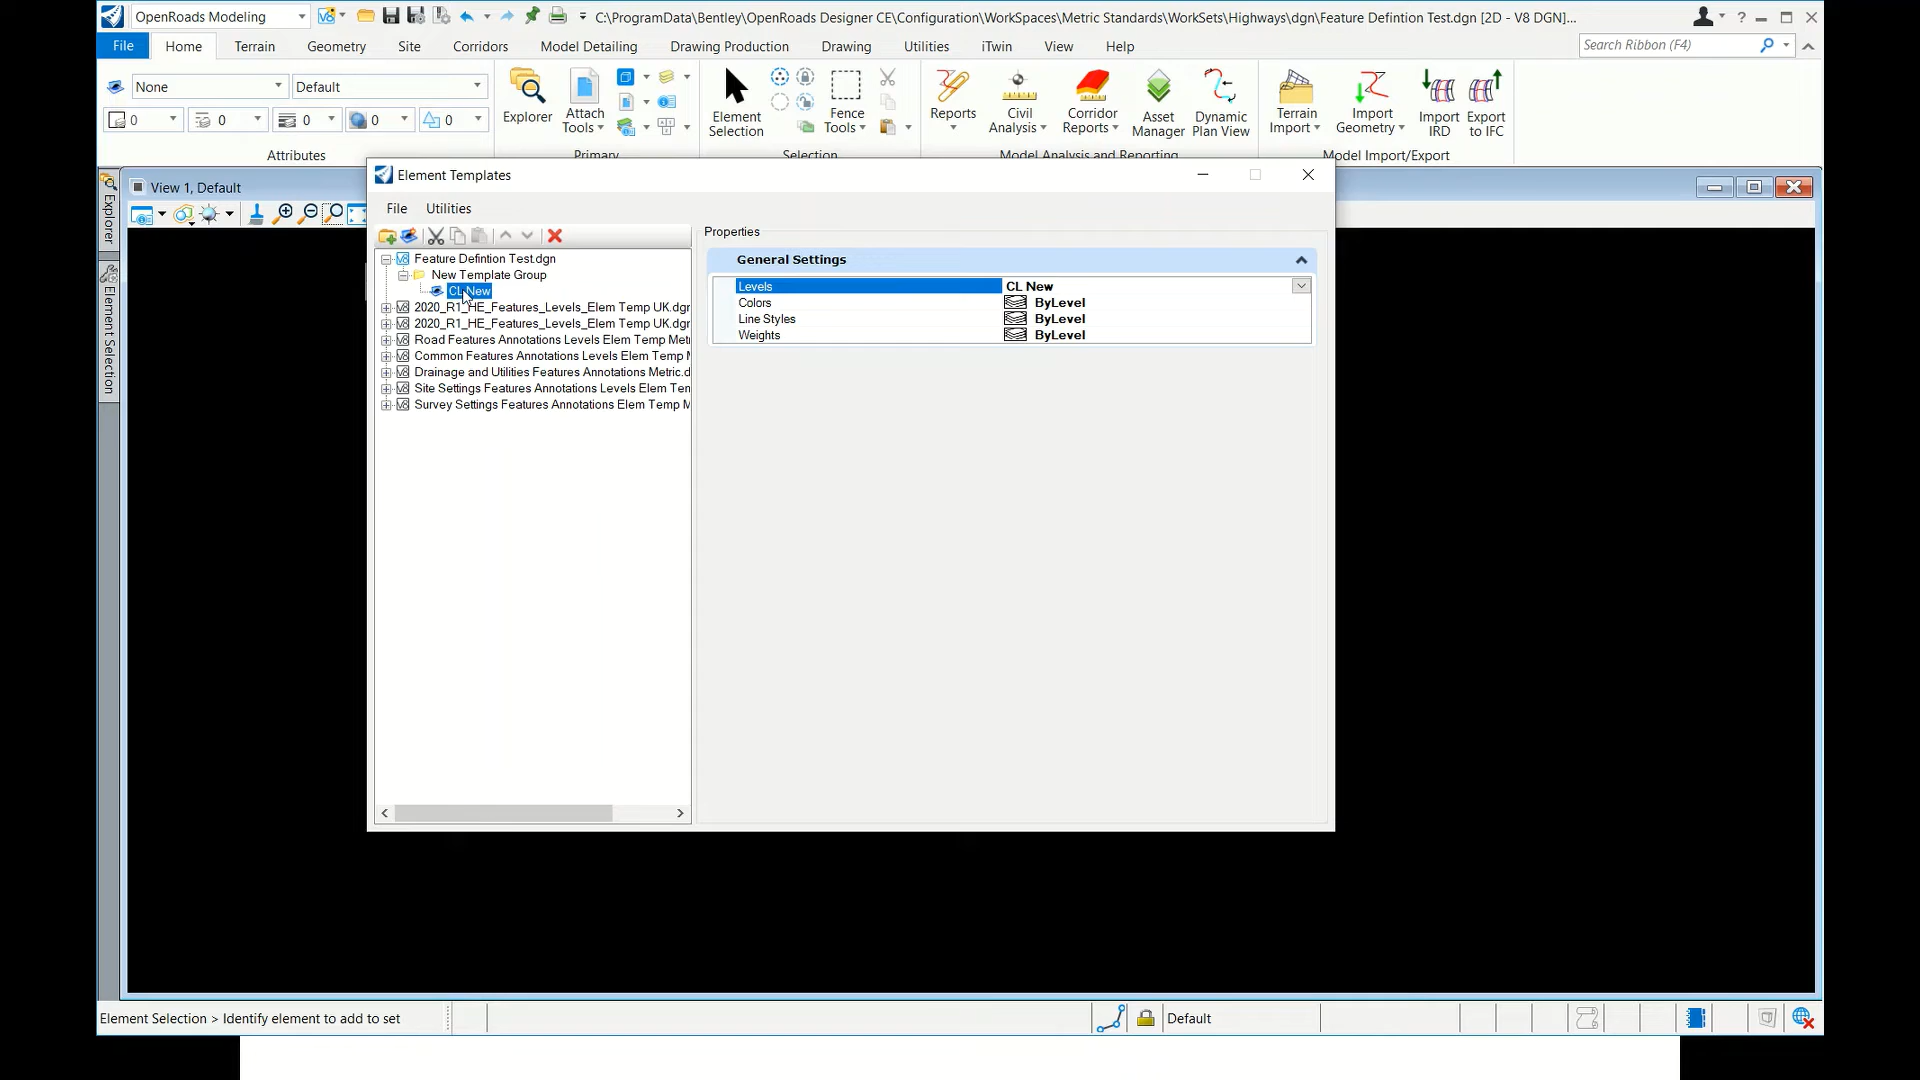 OpenRoads Modeling
C:\ProgramData\Bentley\OpenRoads Designer CE\Configuration\WorkSpaces\Metric Standards\WorkSets\Highways\dgn\Feature Defintion Test.dgn [2D - V8 DGN]...
File Home Terrain Geometry Site Corridors Model Detailing Drawing Production Drawing Utilities iTwin View Help
Search Ribbon (F4)
None Default
0 0 0 0 0
Explorer
Attach Tools
Element Selection
Fence Tools
Reports
Civil Analysis
Corridor Reports
Asset Manager
Dynamic Plan View
Terrain Import
Import Geometry
Import IRD
Export to IFC
Attributes Primary Selection Model Analysis and Reporting Model Import/Export
Explorer
Element Selection
View 1, Default
Element Templates
File Utilities
Feature Defintion Test.dgn
New Template Group
CL New
2020_R1_HE_Features_Levels_Elem Temp UK.dgn
2020_R1_HE_Features_Levels_Elem Temp UK.dgn
Road Features Annotations Levels Elem Temp Met
Common Features Annotations Levels Elem Temp
Drainage and Utilities Features Annotations Metric.d
Site Settings Features Annotations Levels Elem Ten
Survey Settings Features Annotations Elem Temp
Properties
General Settings
Levels CL New
Colors ByLevel
Line Styles ByLevel
Weights ByLevel
Element Selection > Identify element to add to set
Default